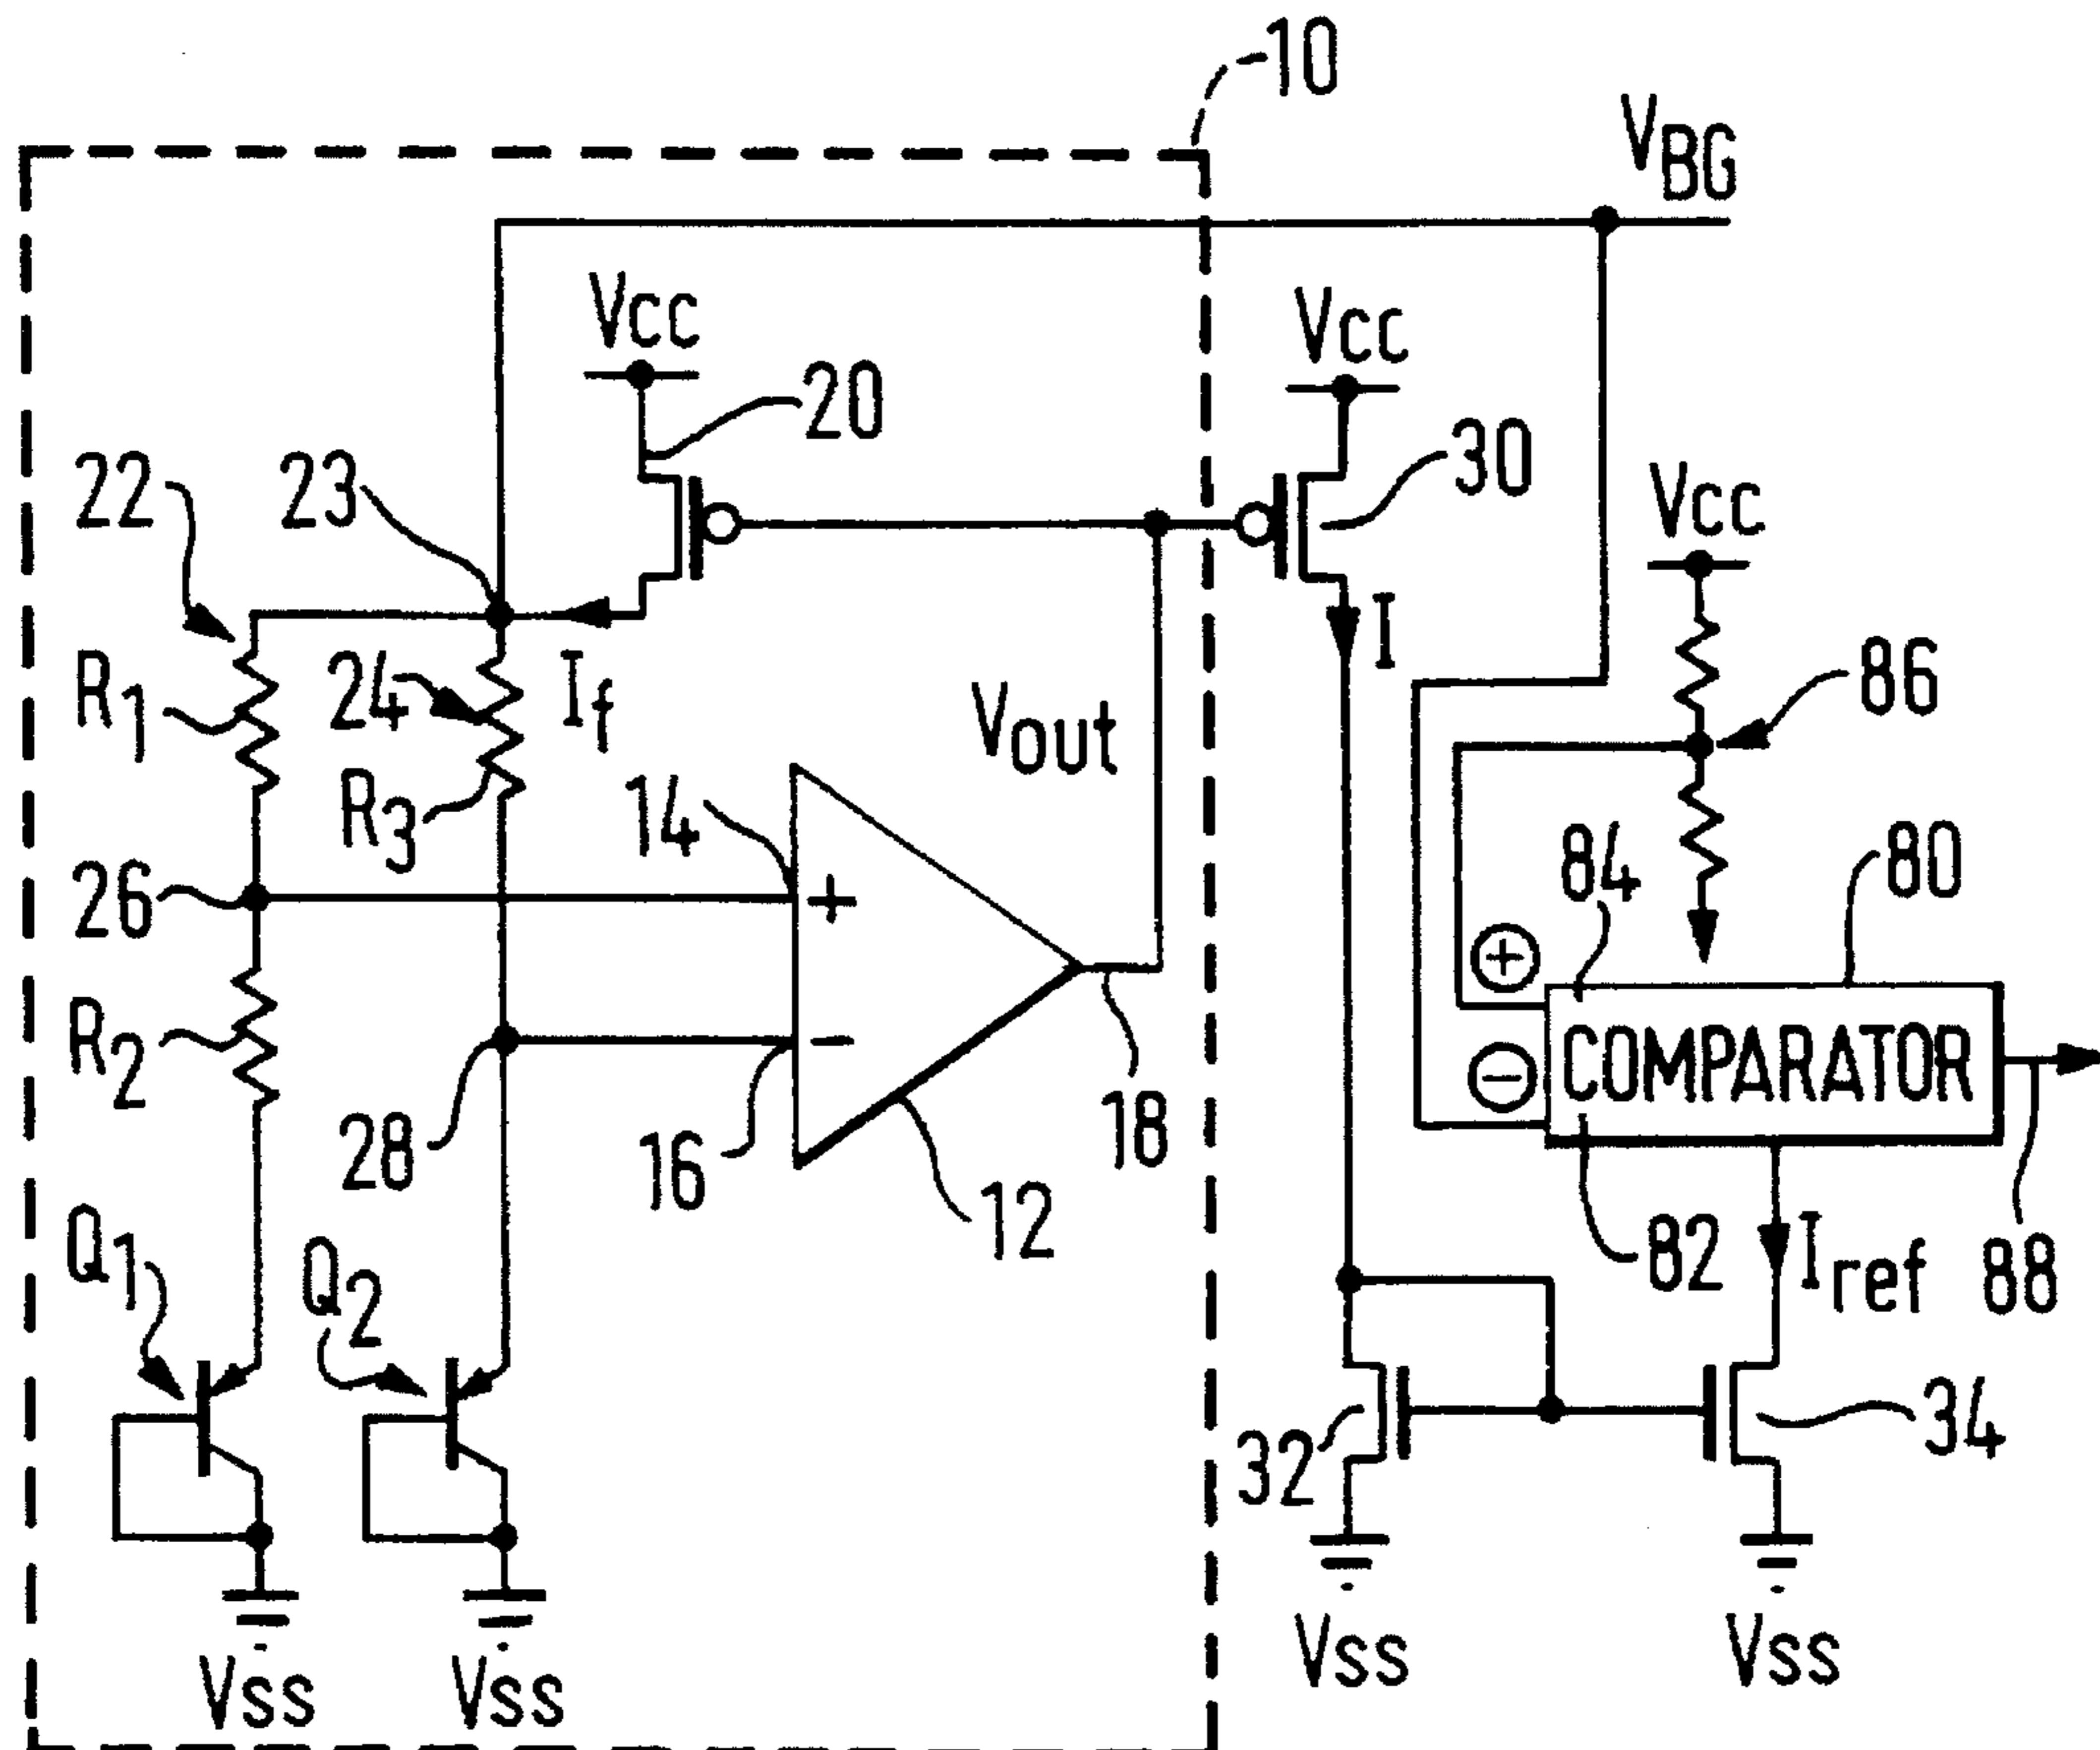 10
VBG
Vcc
20
Vcc
30
22
23
Vcc
R1
24
If
I
86
R3
Vout
14
84
80
26
+
+
R2
−
−
COMPARATOR
28
16
18
12
82
Iref
88
Q1
Q2
32
34
Vss
Vss
Vss
Vss